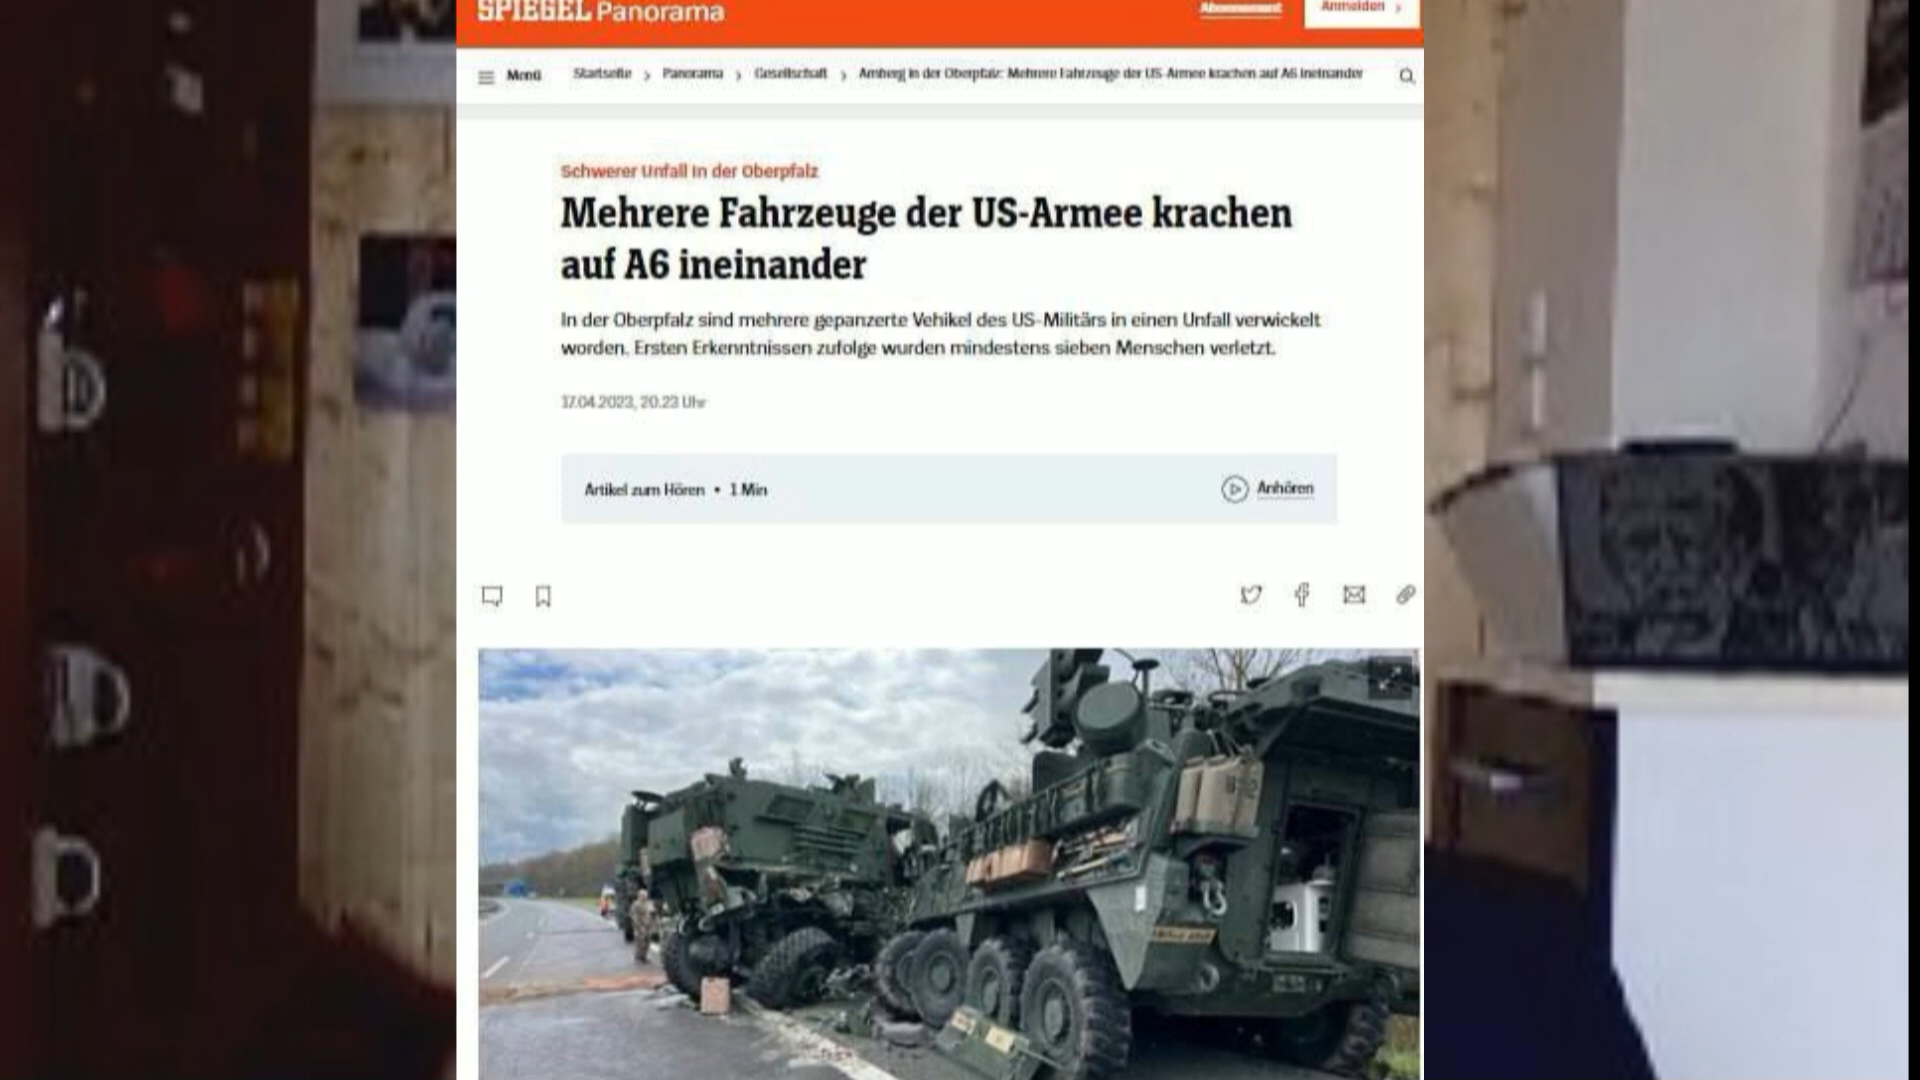 SPIEGEL Panorama
Abonnement
Anmelden
Menü
Startseite > Panorama > Gesellschaft > Amberg in der Oberpfalz: Mehrere Fahrzeuge der US-Armee krachen auf A6 ineinander
Schwerer Unfall in der Oberpfalz
Mehrere Fahrzeuge der US-Armee krachen
auf A6 ineinander
In der Oberpfalz sind mehrere gepanzerte Vehikel des US-Militärs in einen Unfall verwickelt
worden. Ersten Erkenntnissen zufolge wurden mindestens sieben Menschen verletzt.
17.04.2023, 20.23 Uhr
Artikel zum Hören • 1 Min
Anhören